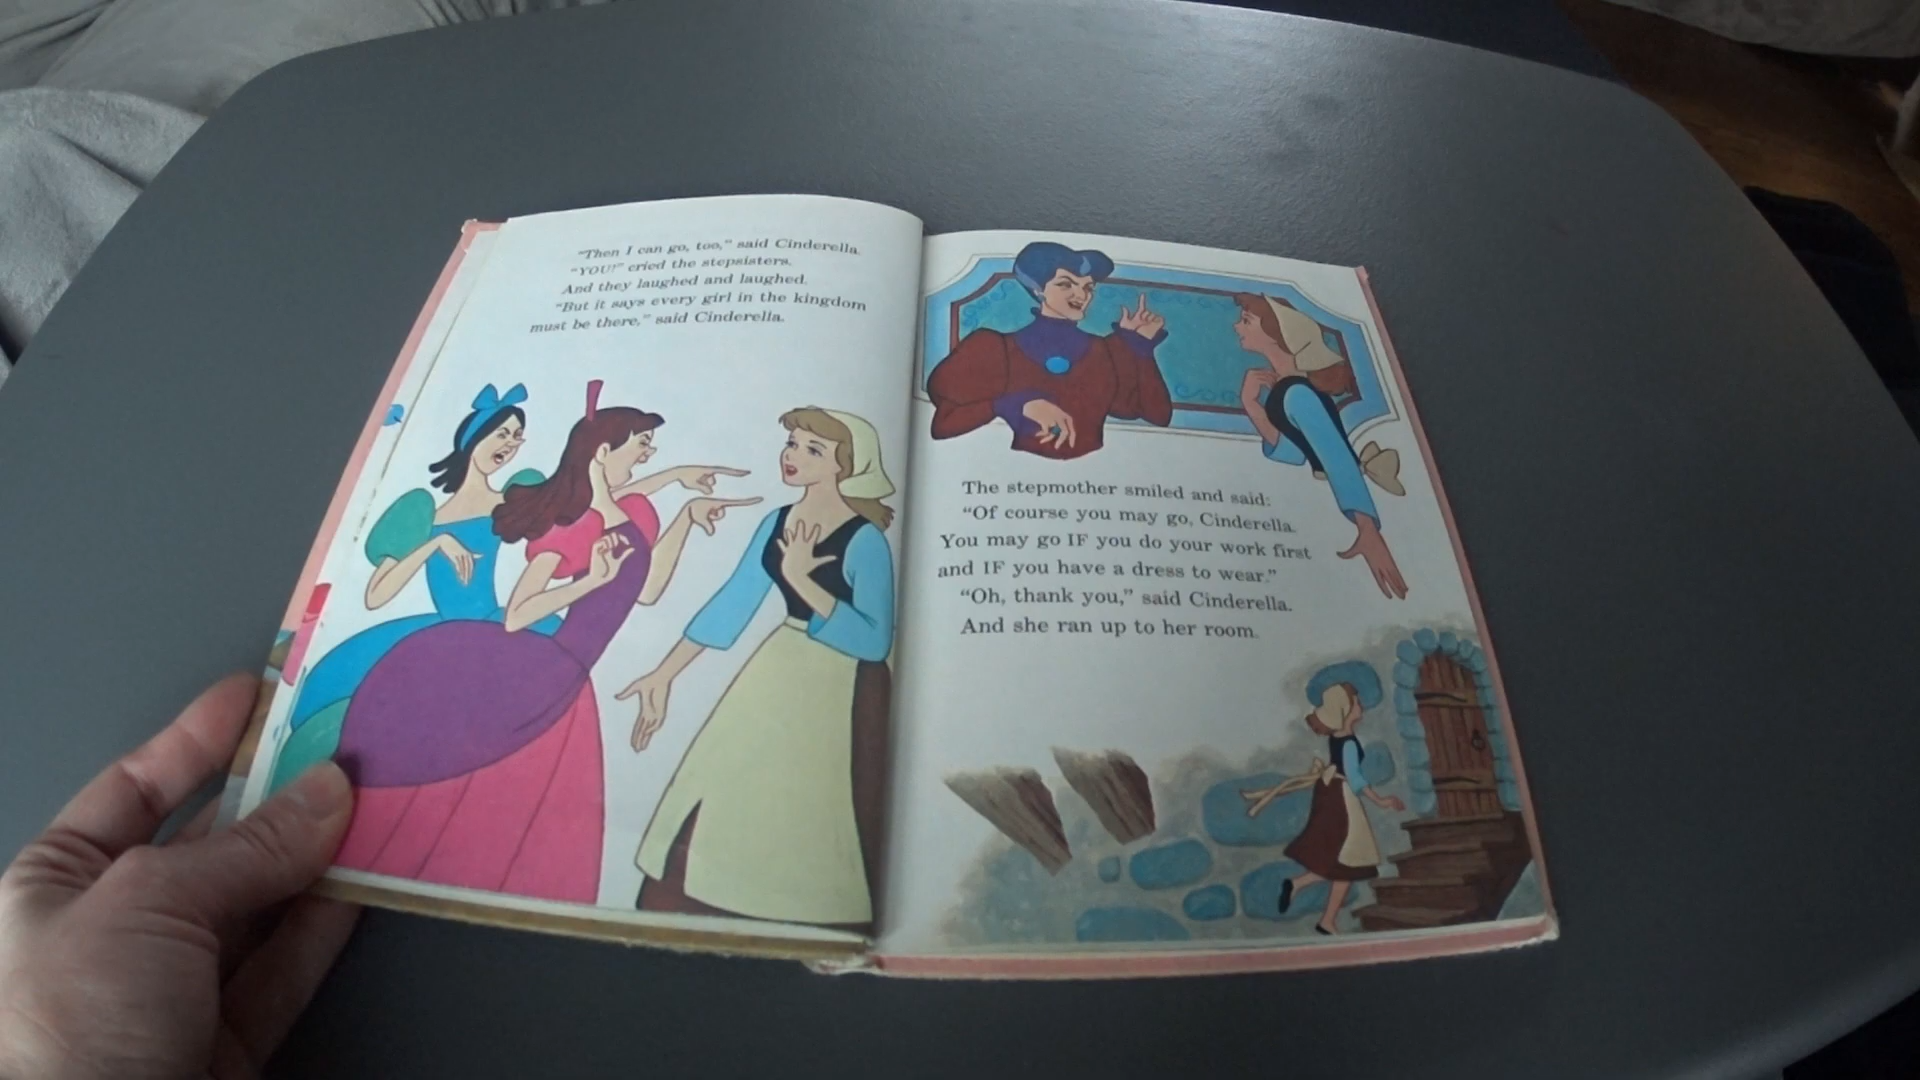 "Then I can go, too," said Cinderella.
"YOU!" cried the stepsisters.
And they laughed and laughed.
"But it says every girl in the kingdom
must be there," said Cinderella.
The stepmother smiled and said:
"Of course you may go, Cinderella.
You may go IF you do your work first
and IF you have a dress to wear."
"Oh, thank you," said Cinderella.
And she ran up to her room.